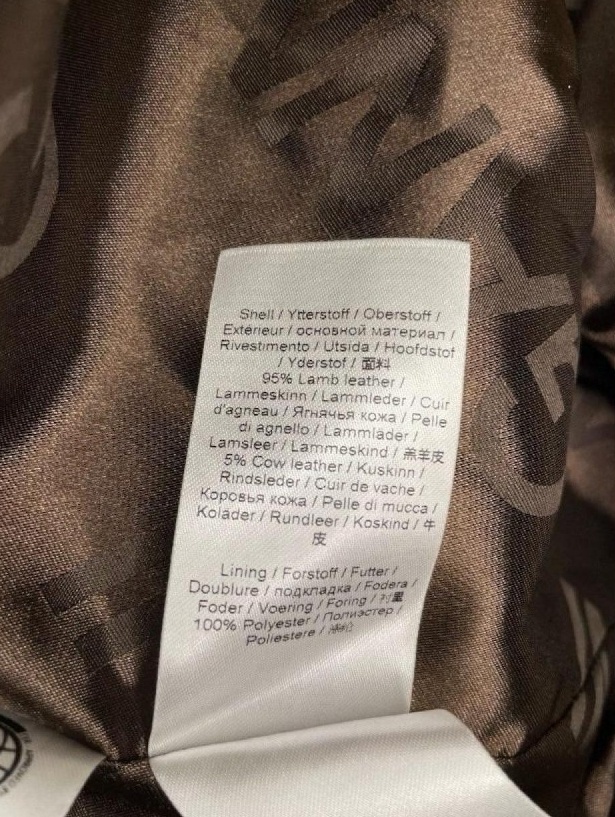 Shell / Ytterstoff / Oberstoff /
Exterieur / основной материал /
Rivestimento / Utsida / Hoofdstof
/ Yderstof / 面料
95% Lamb leather /
Lammeskinn / Lammleder / Cuir
d'agneau / Ягнячья кожа / Pelle
di agnello / Lammläder /
Lamsleer / Lammeskind / 羔羊皮
5% Cow leather / Kuskinn /
Rindsleder / Cuir de vache /
Коровья кожа / Pelle di mucca /
Koläder / Rundleer / Koskind / 牛
皮
Lining / Forstoff / Futter /
Doublure / подкладка / Fodera /
Foder / Voering / Foring / 衬里
100% Polyester / Полиэстер /
Poliestere /